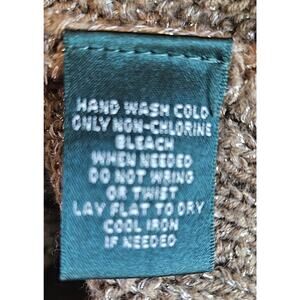 HAND WASH COLD
ONLY NON-CHLORINE
BLEACH
WHEN NEEDED
DO NOT WRING
OR TWIST
LAY FLAT TO DRY
COOL IRON
IF NEEDED